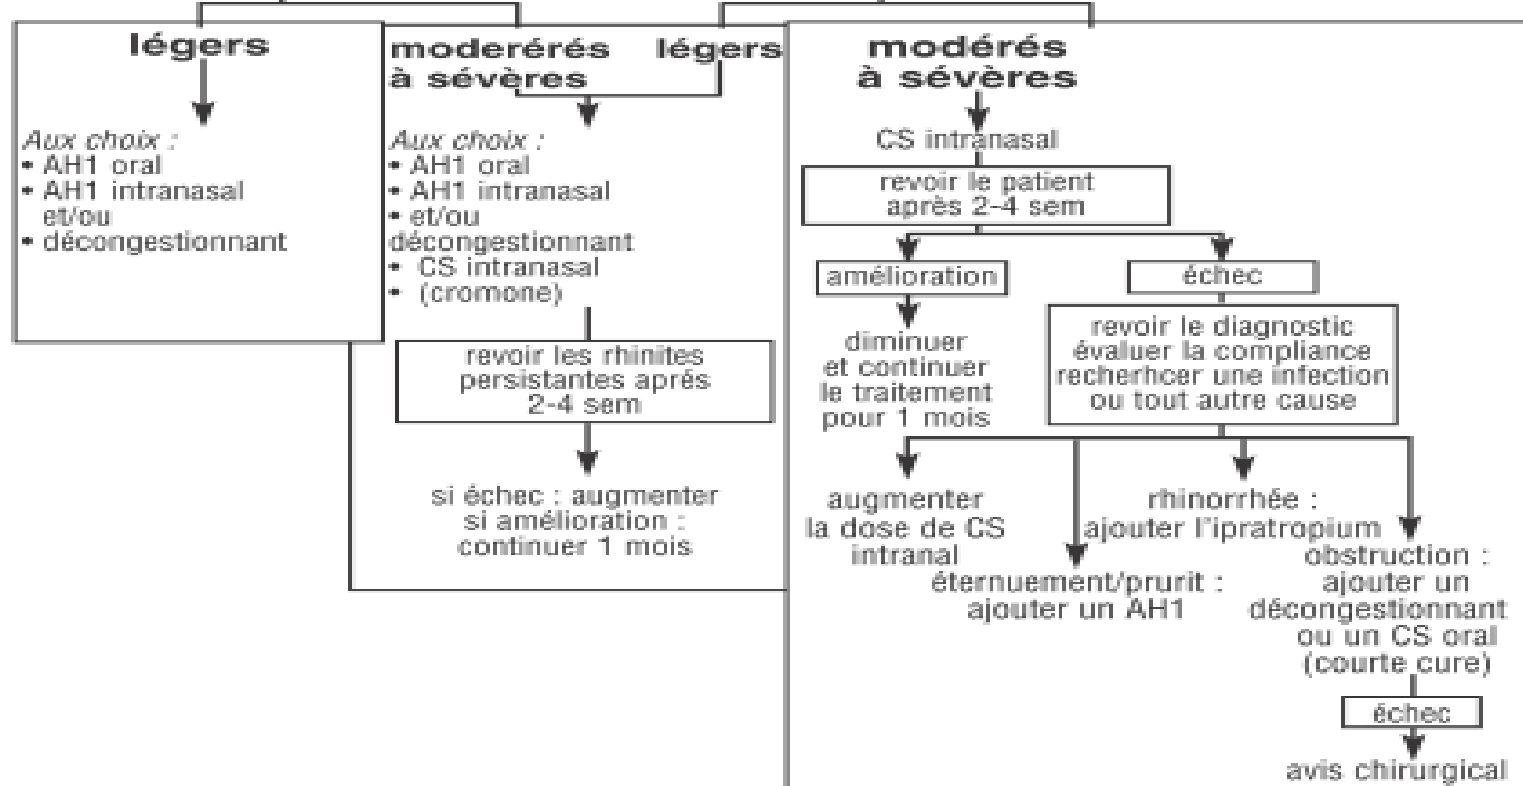 légers
Aux choix :
• AH1 oral
• AH1 intranasal
et/ou
• décongestionnant
moderérés
à sévères
légers
Aux choix :
• AH1 oral
• AH1 intranasal
• et/ou
décongestionnant
• CS intranasal
• (cromone)
revoir les rhinites
persistantes aprés
2-4 sem
si échec : augmenter
si amélioration :
continuer 1 mois
modérés
à sévères
CS intranasal
revoir le patient
après 2-4 sem
amélioration
diminuer
et continuer
le traitement
pour 1 mois
échec
revoir le diagnostic
évaluer la compliance
recherhcer une infection
ou tout autre cause
augmenter
la dose de CS
intranal
éternuement/prurit :
ajouter un AH1
rhinorrhée :
ajouter l'ipratropium
obstruction :
ajouter un
décongestionnant
ou un CS oral
(courte cure)
échec
avis chirurgical